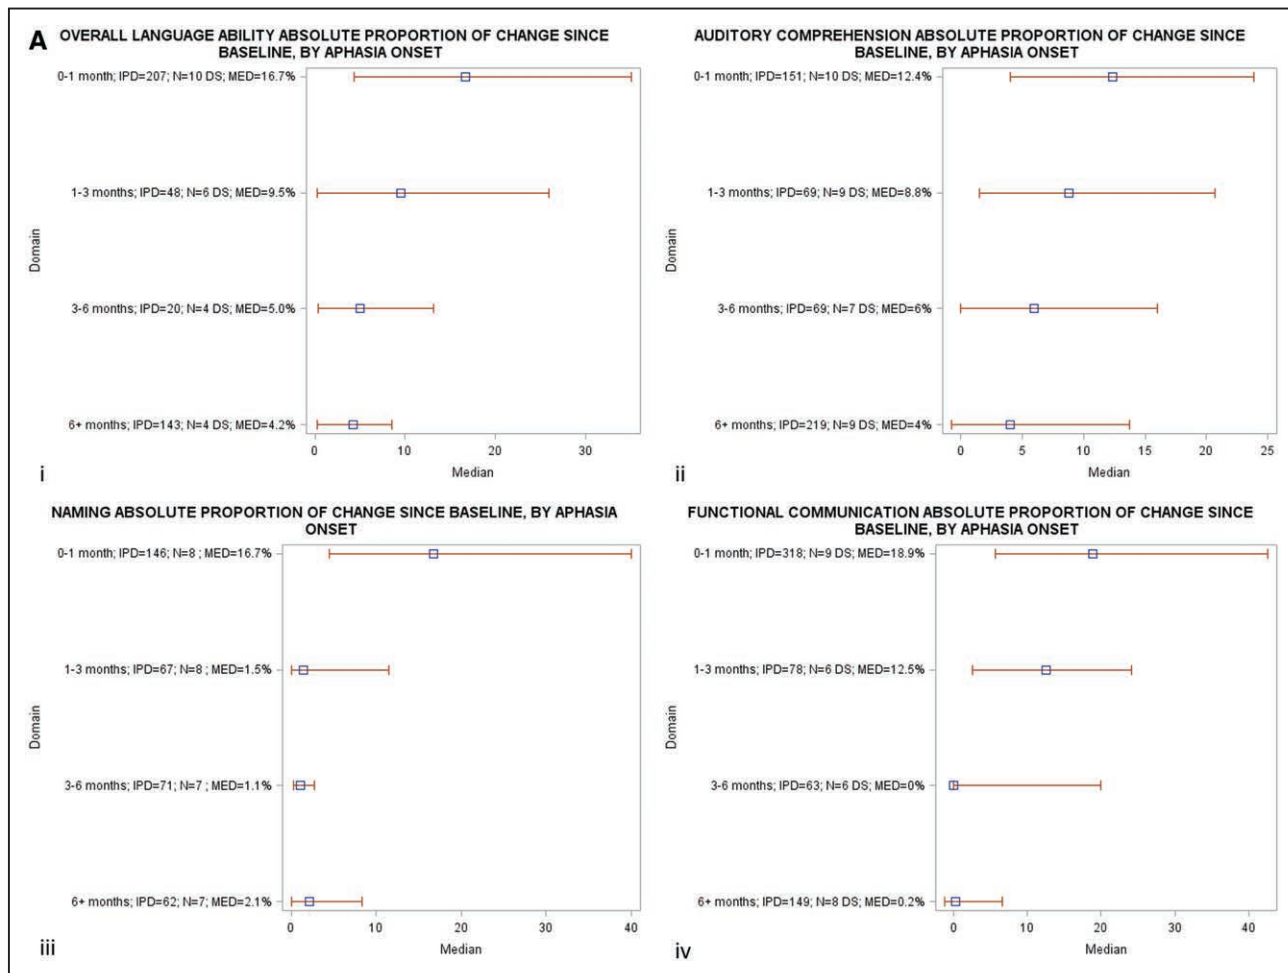 A
OVERALL LANGUAGE ABILITY ABSOLUTE PROPORTION OF CHANGE SINCE
BASELINE, BY APHASIA ONSET
0-1 month; IPD=207; N=10 DS; MED=16.7%
1-3 months; IPD=48; N=6 DS; MED=9.5%
Domain
3-6 months; IPD=20; N=4 DS; MED=5.0%
6+ months; IPD=143; N=4 DS; MED=4.2%
0 10 20 30
Median
i
AUDITORY COMPREHENSION ABSOLUTE PROPORTION OF CHANGE SINCE
BASELINE, BY APHASIA ONSET
0-1 month; IPD=151; N=10 DS; MED=12.4%
1-3 months; IPD=69; N=9 DS; MED=8.8%
Domain
3-6 months; IPD=69; N=7 DS; MED=6%
6+ months; IPD=219; N=9 DS; MED=4%
0 5 10 15 20 25
Median
ii
NAMING ABSOLUTE PROPORTION OF CHANGE SINCE BASELINE, BY APHASIA
ONSET
0-1 month; IPD=146; N=8 ; MED=16.7%
1-3 months; IPD=67; N=8 ; MED=1.5%
Domain
3-6 months; IPD=71; N=7 ; MED=1.1%
6+ months; IPD=62; N=7; MED=2.1%
0 10 20 30 40
Median
iii
FUNCTIONAL COMMUNICATION ABSOLUTE PROPORTION OF CHANGE SINCE
BASELINE, BY APHASIA ONSET
0-1 month; IPD=318; N=9 DS; MED=18.9%
1-3 months; IPD=78; N=6 DS; MED=12.5%
Domain
3-6 months; IPD=63; N=6 DS; MED=0%
6+ months; IPD=149; N=8 DS; MED=0.2%
0 10 20 30 40
Median
iv